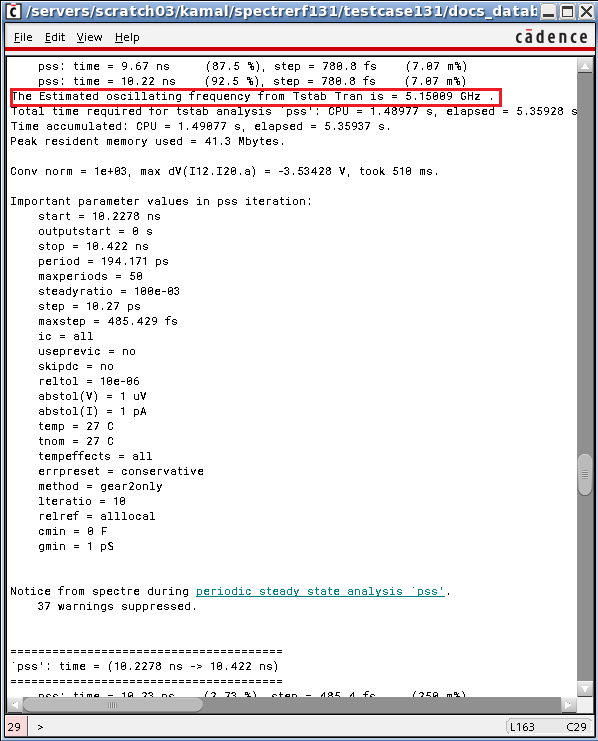 /servers/scratch03/kamal/spectrerf131/testcase131/docs_datab
File Edit View Help cādence
pss: time = 9.67 ns (87.5 %), step = 780.8 fs (7.07 m%)
pss: time = 10.22 ns (92.5 %), step = 780.8 fs (7.07 m%)
The Estimated oscillating frequency from Tstab Tran is = 5.15009 GHz .
Total time required for tstab analysis `pss': CPU = 1.48977 s, elapsed = 5.35928 s
Time accumulated: CPU = 1.49077 s, elapsed = 5.35937 s.
Peak resident memory used = 41.3 Mbytes.
Conv norm = 1e+03, max dV(I12.I20.a) = -3.53428 V, took 510 ms.
Important parameter values in pss iteration:
start = 10.2278 ns
outputstart = 0 s
stop = 10.422 ns
period = 194.171 ps
maxperiods = 50
steadyratio = 100e-03
step = 10.27 ps
maxstep = 485.429 fs
ic = all
useprevic = no
skipdc = no
reltol = 10e-06
abstol(V) = 1 uV
abstol(I) = 1 pA
temp = 27 C
tnom = 27 C
tempeffects = all
errpreset = conservative
method = gear2only
lteratio = 10
relref = alllocal
cmin = 0 F
gmin = 1 pS
Notice from spectre during periodic steady state analysis `pss'.
37 warnings suppressed.
========================================
`pss': time = (10.2278 ns -> 10.422 ns)
========================================
pss: time = 10.23 ns (2.73 %), step = 485.4 fm (250 m%)
29 > L163 C29